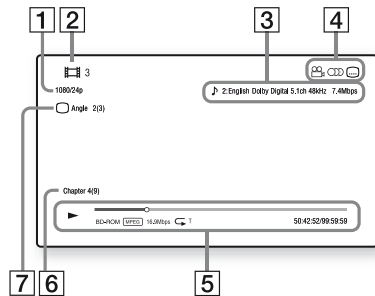 1 2 3 4
3
1080/24p
2:English Dolby Digital 5.1ch 48kHz 7.4Mbps
Angle 2(3)
Chapter 4(9)
BD-ROM MPEG 16.9Mbps T 50:42:52/99:59:59
7 6 5